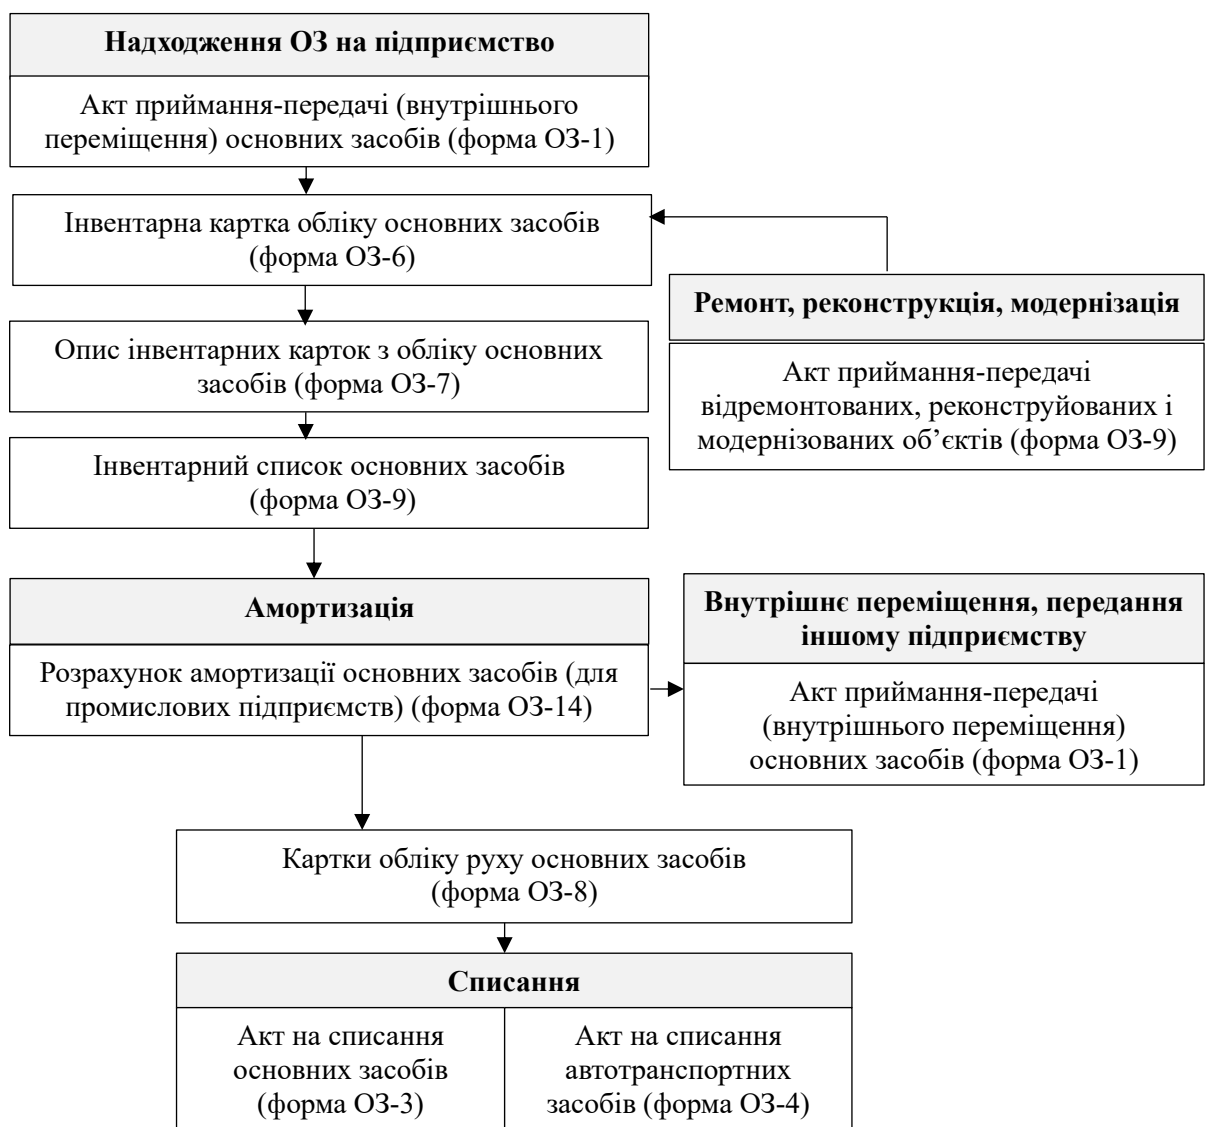 Надходження ОЗ на підприємство
Акт приймання-передачі (внутрішнього
переміщення) основних засобів (форма ОЗ-1)
Інвентарна картка обліку основних засобів
(форма ОЗ-6)
Ремонт, реконструкція, модернізація
Акт приймання-передачі
відремонтованих, реконструйованих і
модернізованих об’єктів (форма ОЗ-9)
Опис інвентарних карток з обліку основних
засобів (форма ОЗ-7)
Інвентарний список основних засобів
(форма ОЗ-9)
Амортизація
Розрахунок амортизації основних засобів (для
промислових підприємств) (форма ОЗ-14)
Внутрішнє переміщення, передання
іншому підприємству
Акт приймання-передачі
(внутрішнього переміщення)
основних засобів (форма ОЗ-1)
Картки обліку руху основних засобів
(форма ОЗ-8)
Списання
Акт на списання
основних засобів
(форма ОЗ-3)
Акт на списання
автотранспортних
засобів (форма ОЗ-4)